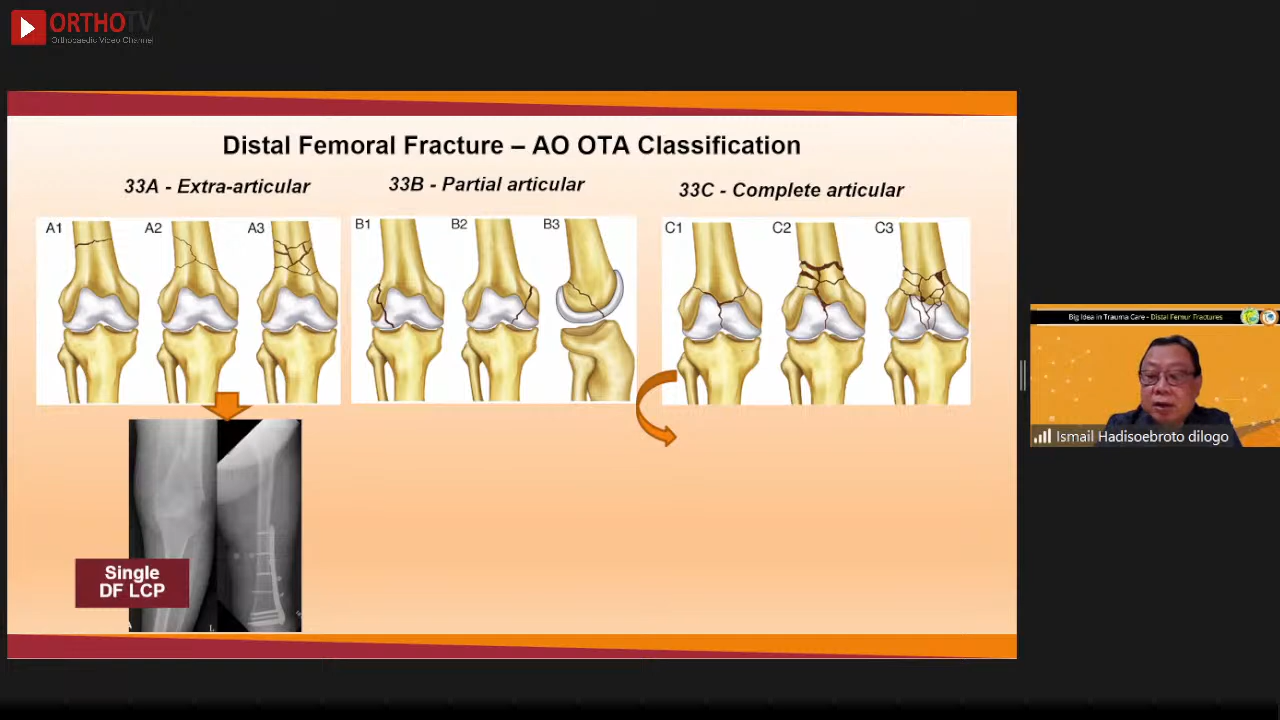 ORTHOTV
Orthopaedic Video Channel
Distal Femoral Fracture – AO OTA Classification
33A - Extra-articular
33B - Partial articular
33C - Complete articular
A1
A2
A3
B1
B2
B3
C1
C2
C3
Big Idea in Trauma Care - Distal Femur Fractures
Ismail Hadisoebroto dilogo
Single
DF LCP
L